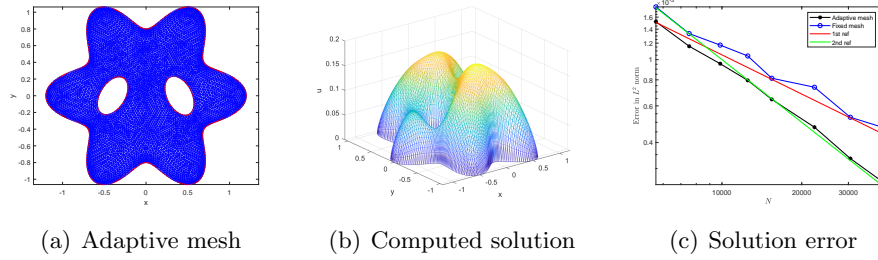 1
0.8
0.6
0.4
0.2
0
-0.2
-0.4
-0.6
-0.8
-1
y
-1
-0.5
0
0.5
1
x
0.2
0.15
0.1
0.05
0
u
1
0.5
0
-0.5
-1
y
-1
-0.5
0
0.5
1
x
1.6
1.4
1.2
1
0.8
0.6
0.4
Error in L² norm
Adaptive mesh
Fixed mesh
1st ref
2nd ref
10000
20000
30000
N
(a) Adaptive mesh
(b) Computed solution
(c) Solution error